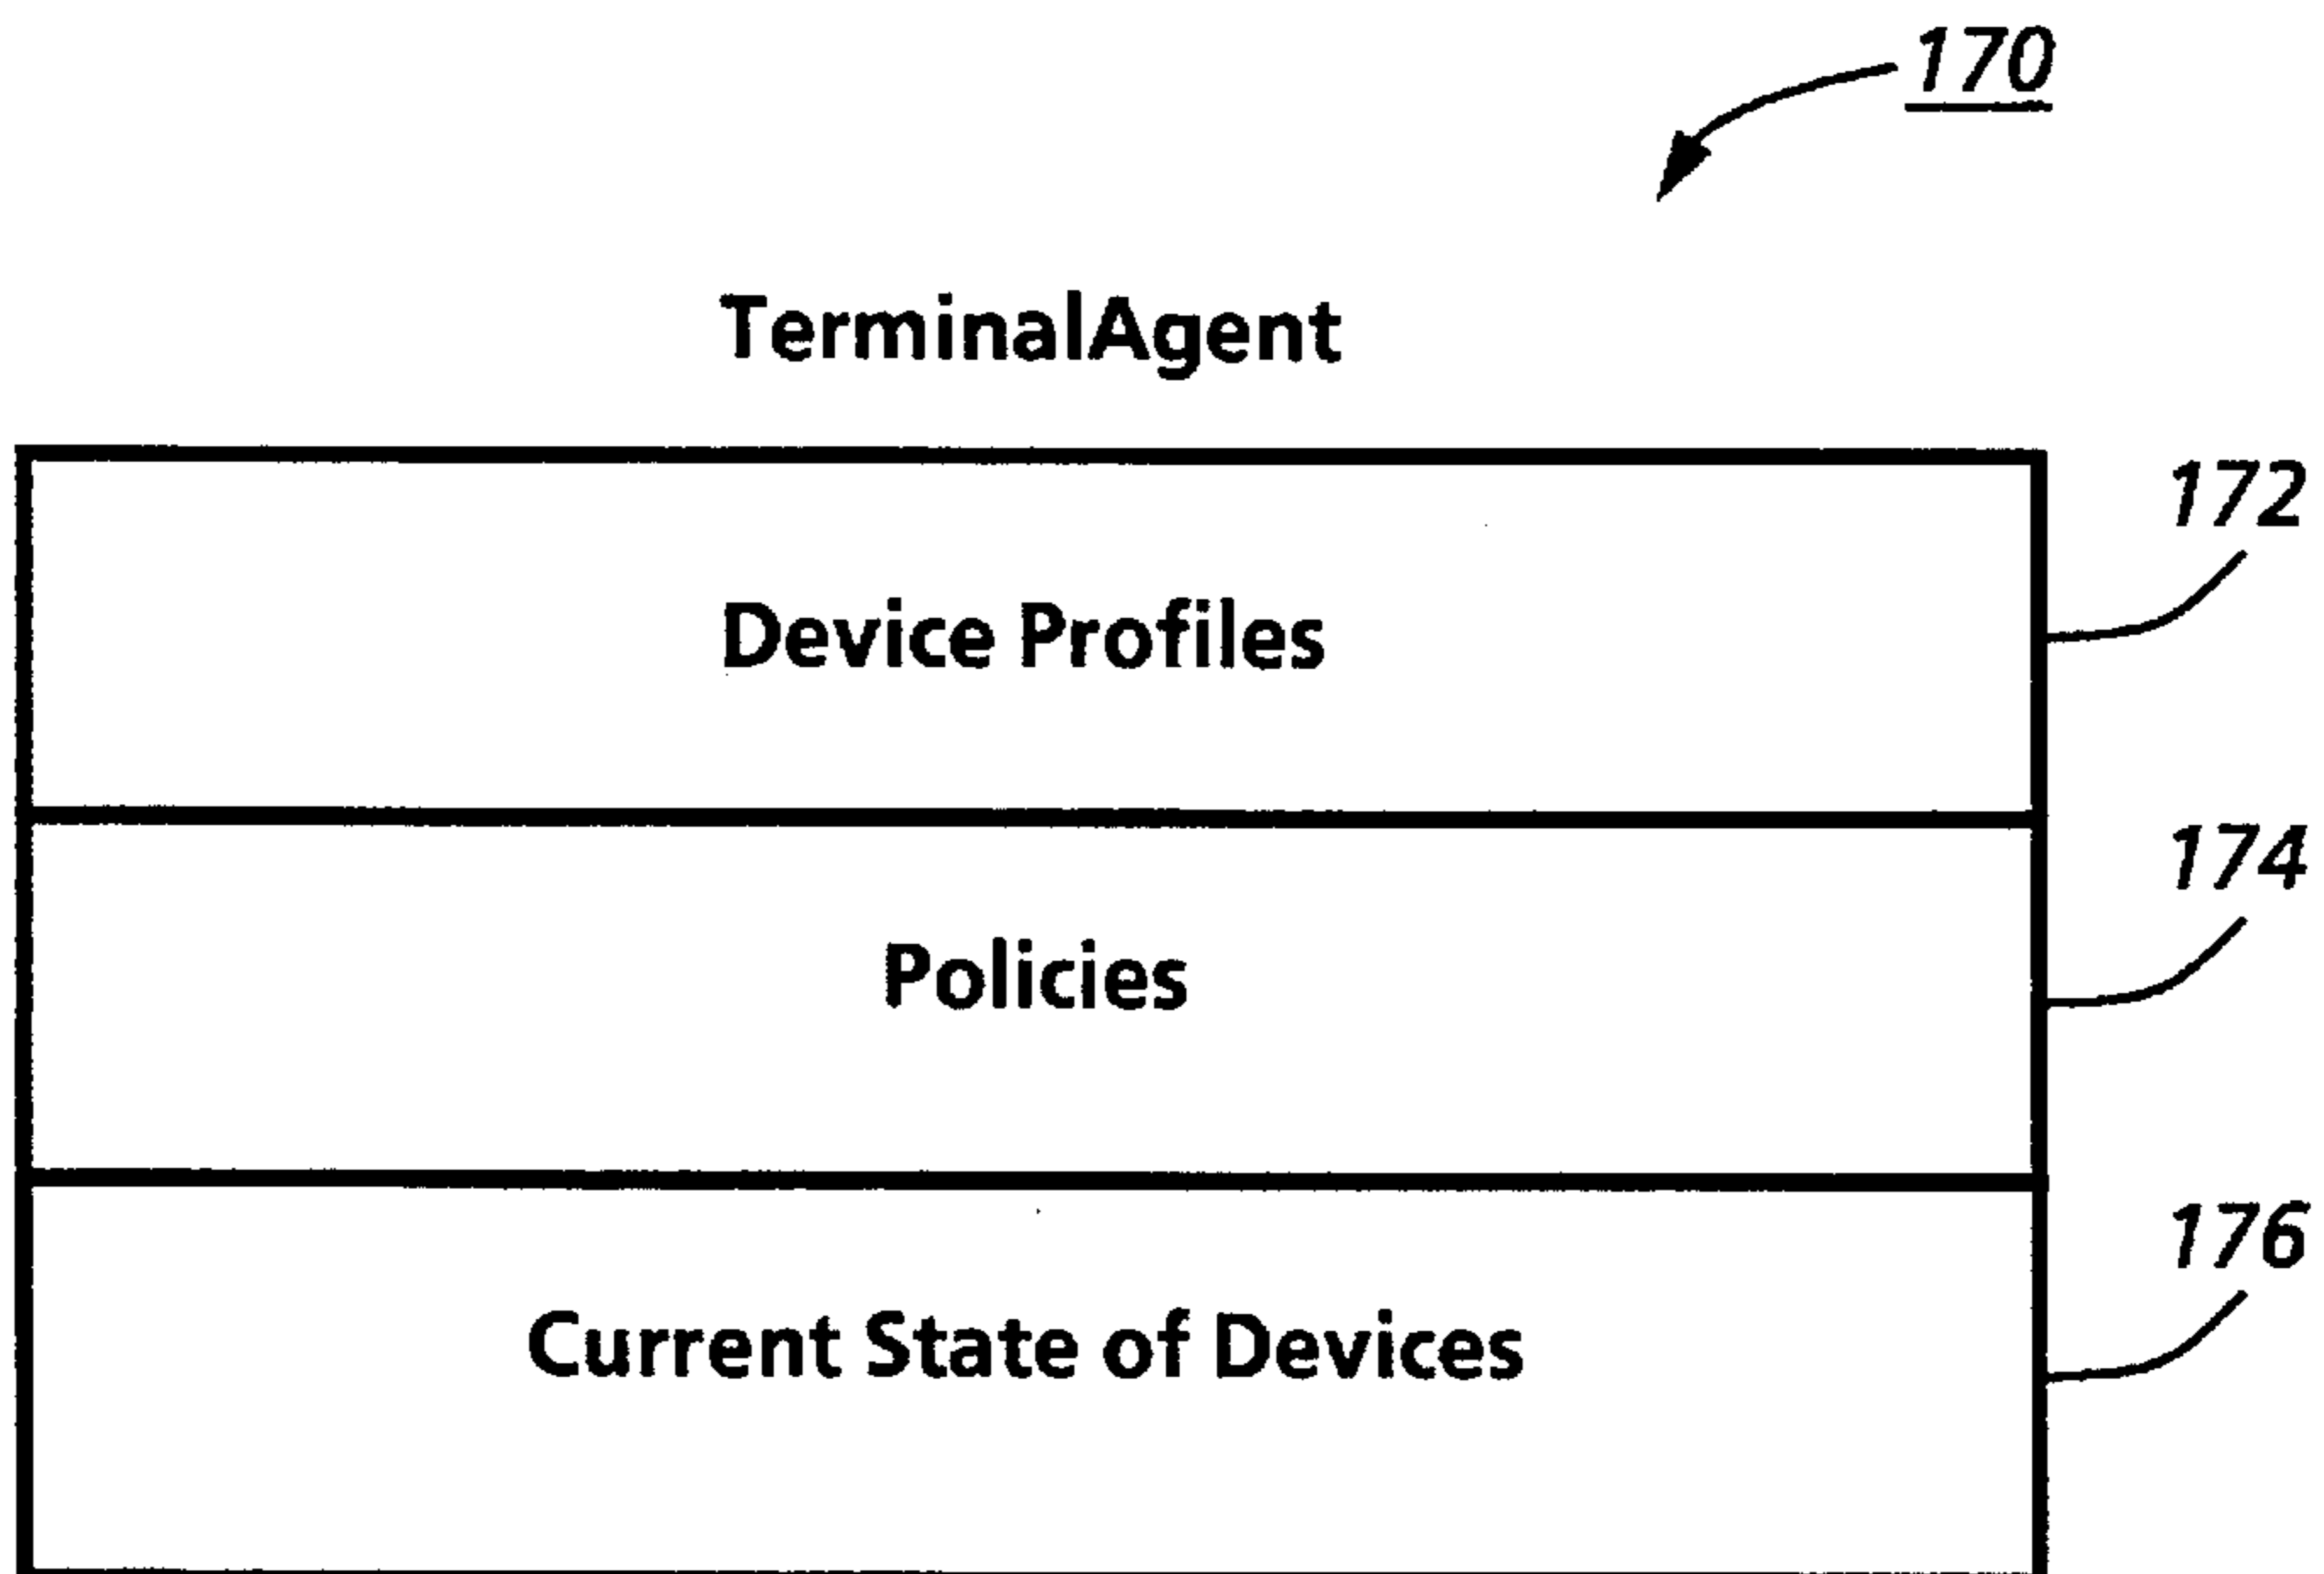 170
TerminalAgent
172
Device Profiles
174
Policies
176
Current State of Devices